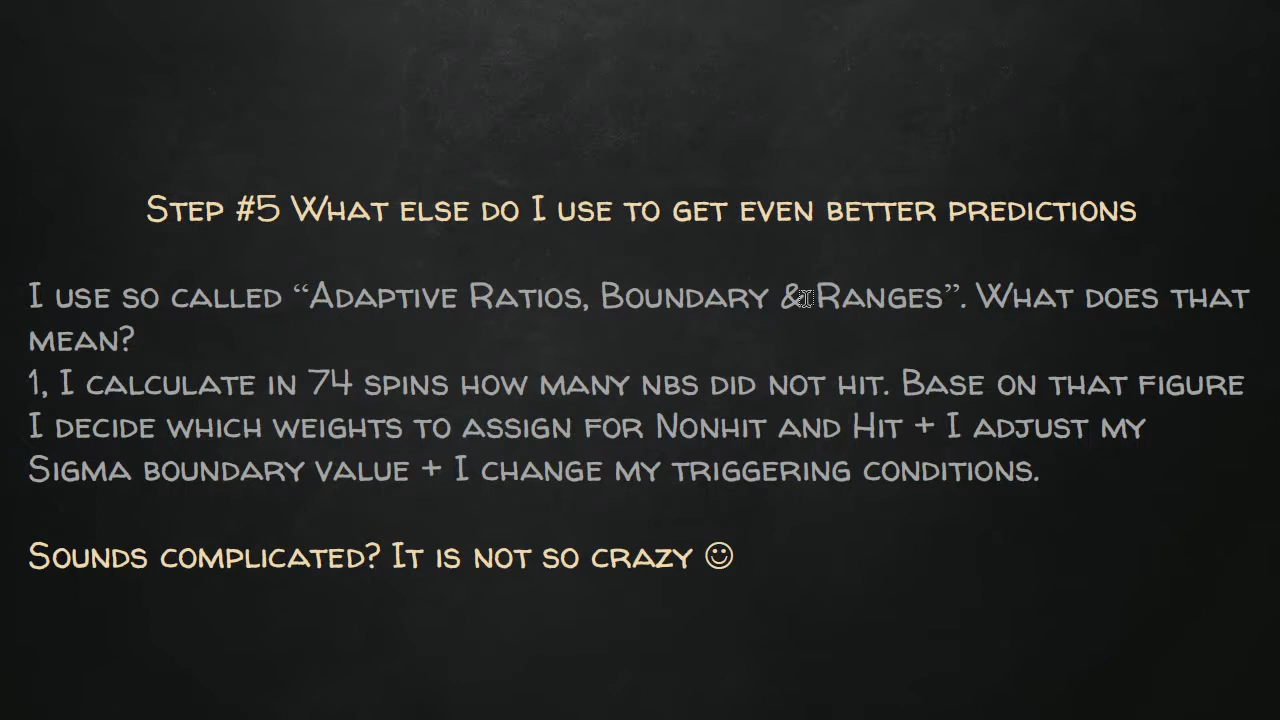 Step #5 What else do I use to get even better predictions
I use so called “Adaptive Ratios, Boundary & Ranges”. What does that
mean?
1, I calculate in 74 spins how many nbs did not hit. Base on that figure
I decide which weights to assign for Nonhit and Hit + I adjust my
Sigma boundary value + I change my triggering conditions.
Sounds complicated? It is not so crazy ☺